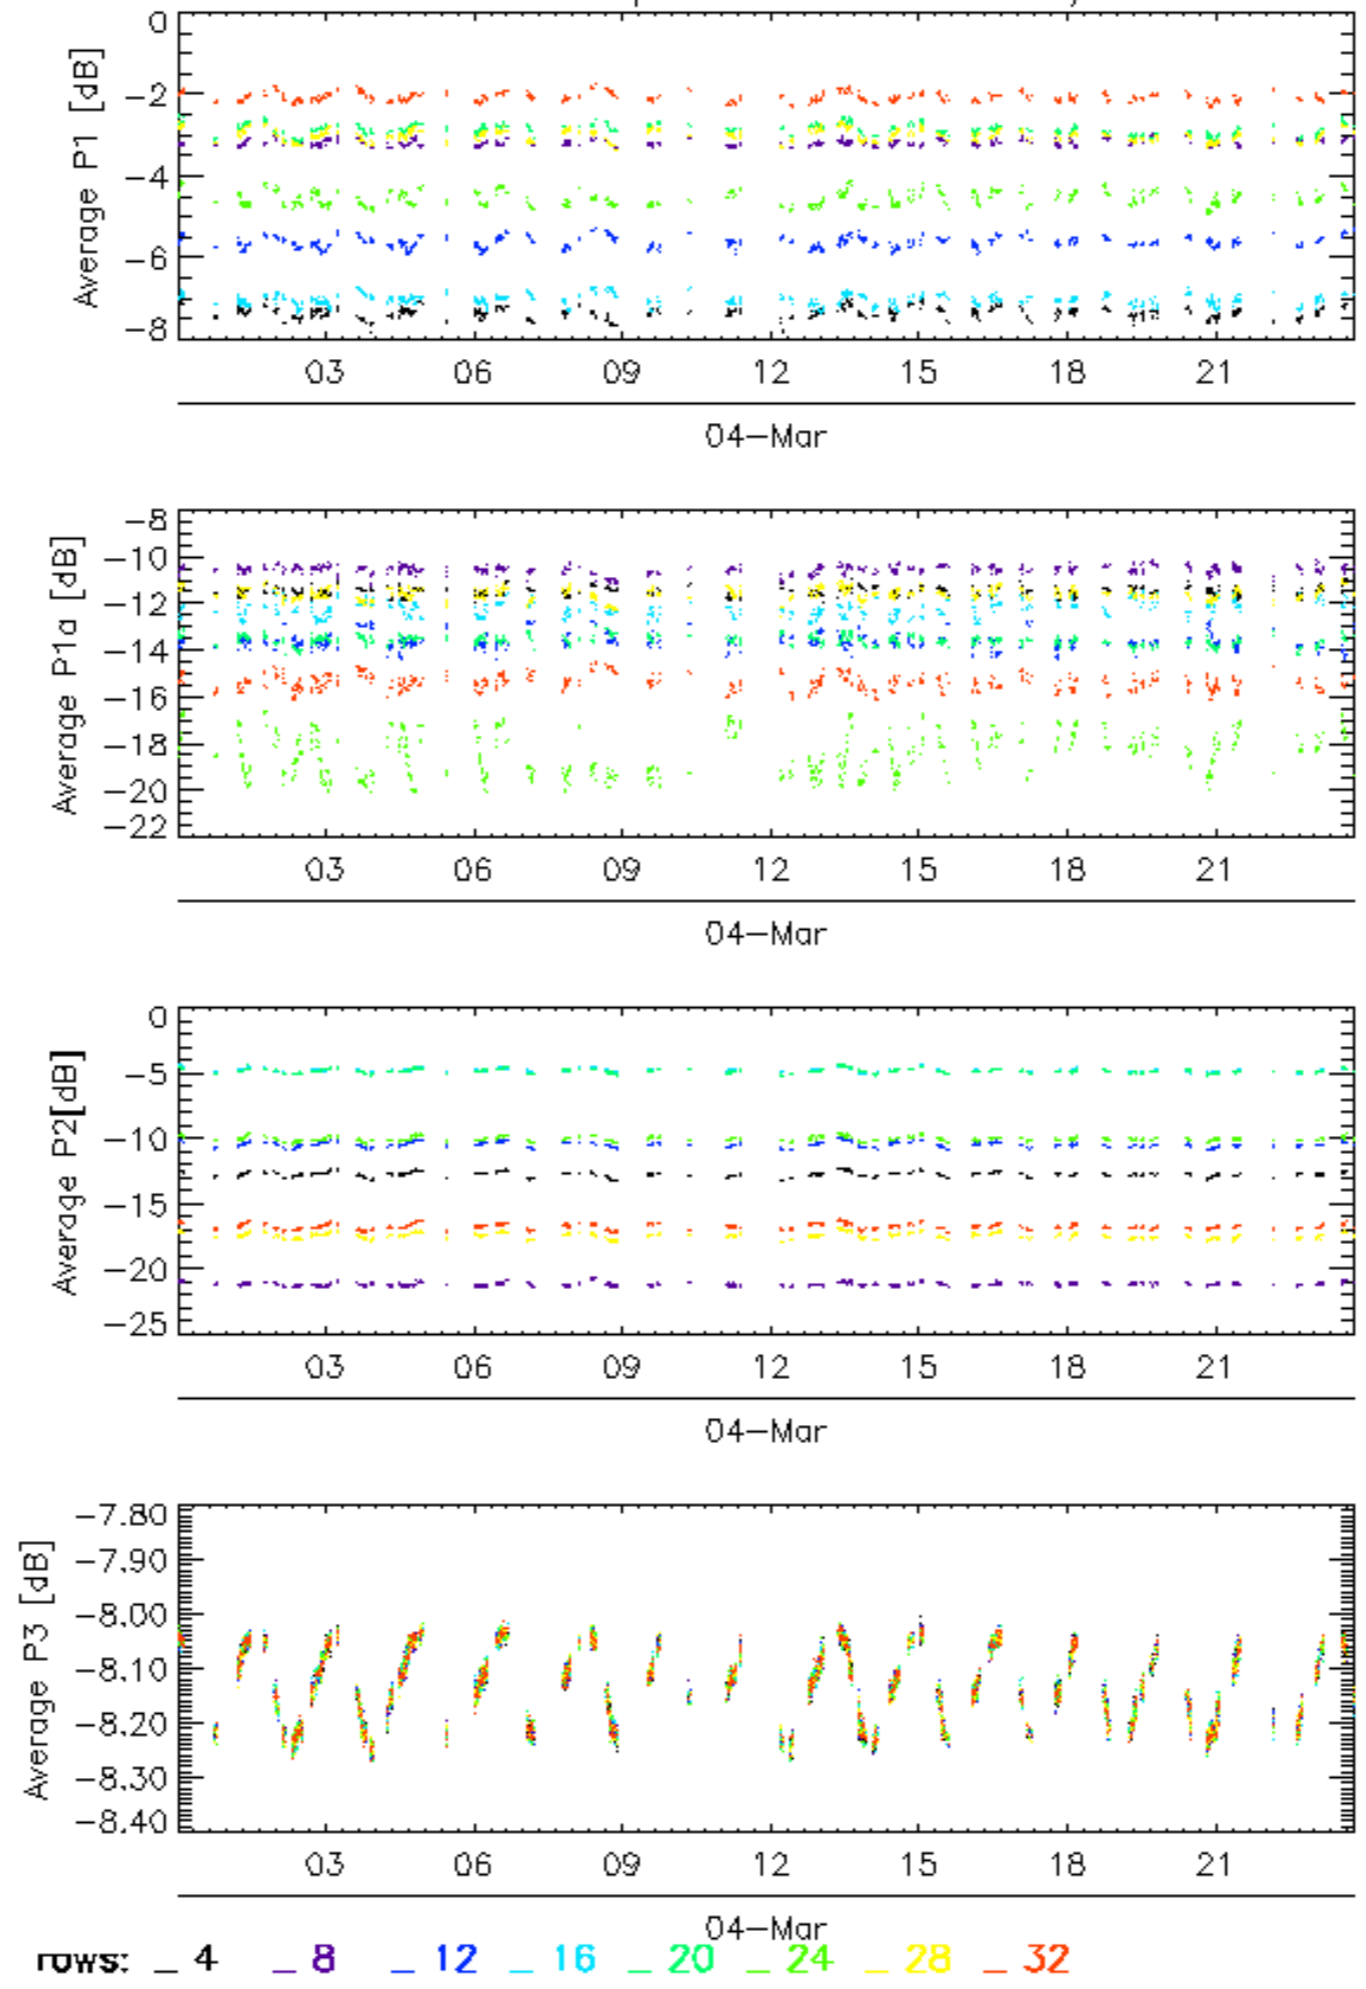 0
-2
-4
-6
-8
Average P1 [dB]
03 06 09 12 15 18 21
04-Mar
-8
-10
-12
-14
-16
-18
-20
-22
Average P1a [dB]
03 06 09 12 15 18 21
04-Mar
0
-5
-10
-15
-20
-25
Average P2[dB]
03 06 09 12 15 18 21
04-Mar
-7.80
-7.90
-8.00
-8.10
-8.20
-8.30
-8.40
Average P3 [dB]
03 06 09 12 15 18 21
04-Mar
rows: _ 4 _ 8 _ 12 _ 16 _ 20 _ 24 _ 28 _ 32